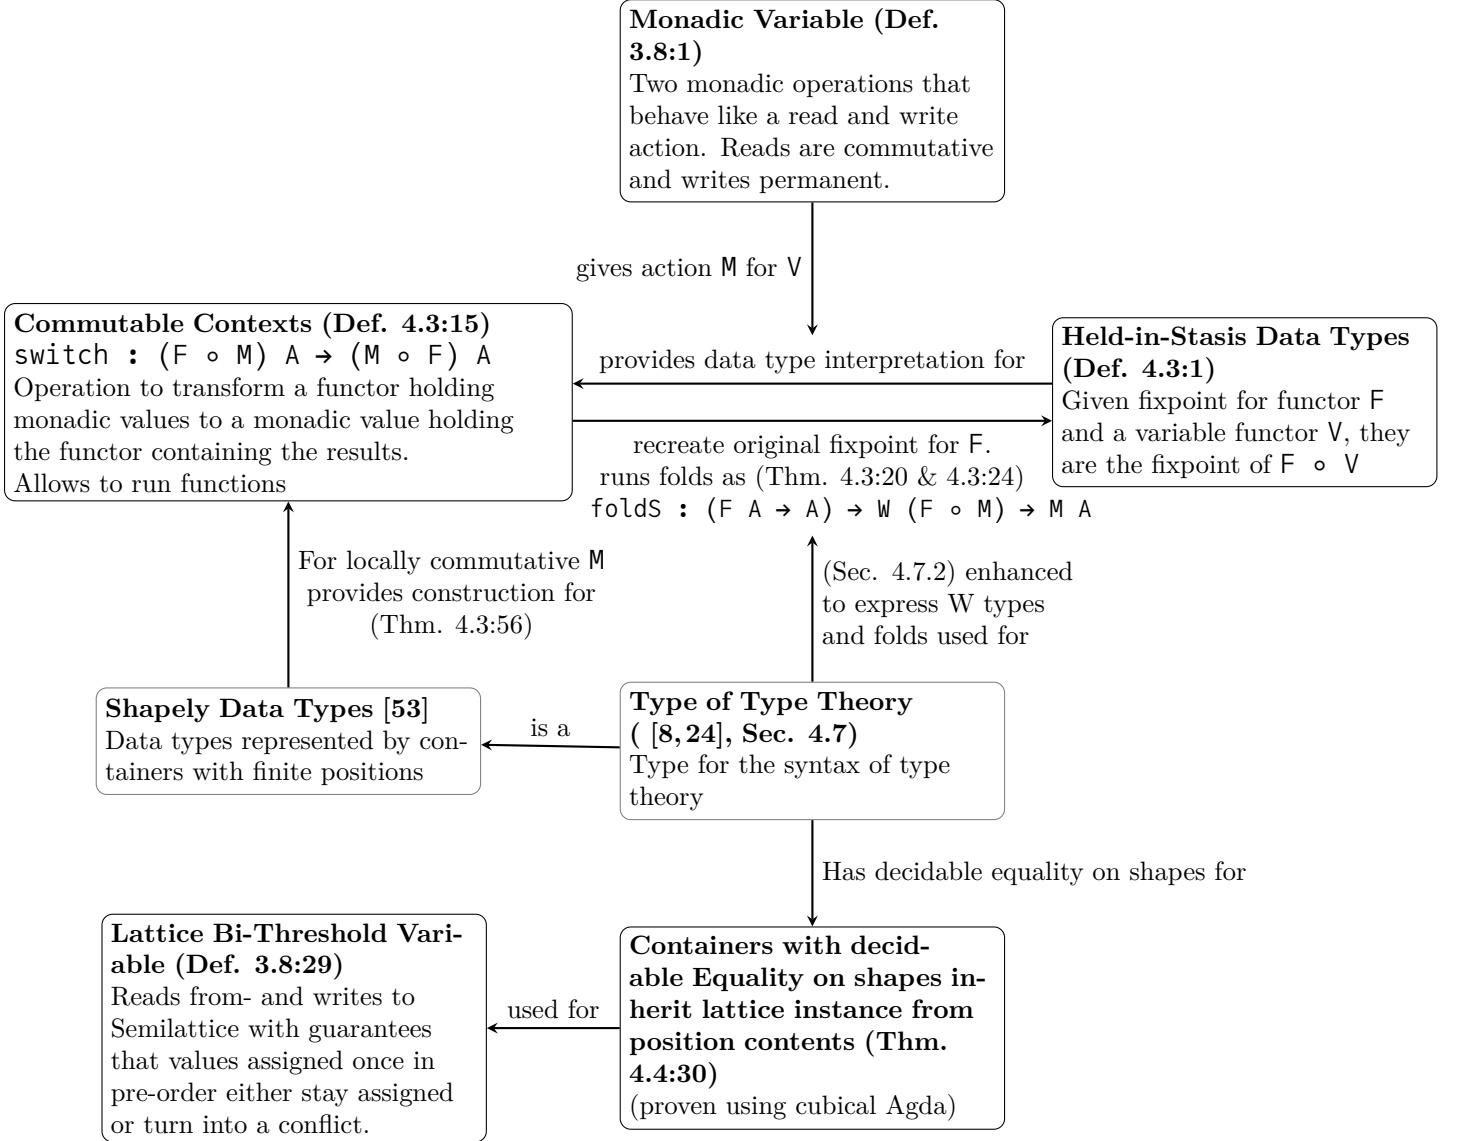 Monadic Variable (Def.
3.8:1)
Two monadic operations that
behave like a read and write
action. Reads are commutative
and writes permanent.
gives action M for V
Commutable Contexts (Def. 4.3:15)
switch : (F ∘ M) A → (M ∘ F) A
Operation to transform a functor holding
monadic values to a monadic value holding
the functor containing the results.
Allows to run functions
provides data type interpretation for
Held-in-Stasis Data Types
(Def. 4.3:1)
Given fixpoint for functor F
and a variable functor V, they
are the fixpoint of F ∘ V
recreate original fixpoint for F.
runs folds as (Thm. 4.3:20 & 4.3:24)
foldS : (F A → A) → W (F ∘ M) → M A
For locally commutative M
provides construction for
(Thm. 4.3:56)
(Sec. 4.7.2) enhanced
to express W types
and folds used for
Shapely Data Types [53]
Data types represented by con-
tainers with finite positions
is a
Type of Type Theory
( [8,24], Sec. 4.7)
Type for the syntax of type
theory
Has decidable equality on shapes for
Lattice Bi-Threshold Vari-
able (Def. 3.8:29)
Reads from- and writes to
Semilattice with guarantees
that values assigned once in
pre-order either stay assigned
or turn into a conflict.
used for
Containers with decid-
able Equality on shapes in-
herit lattice instance from
position contents (Thm.
4.4:30)
(proven using cubical Agda)